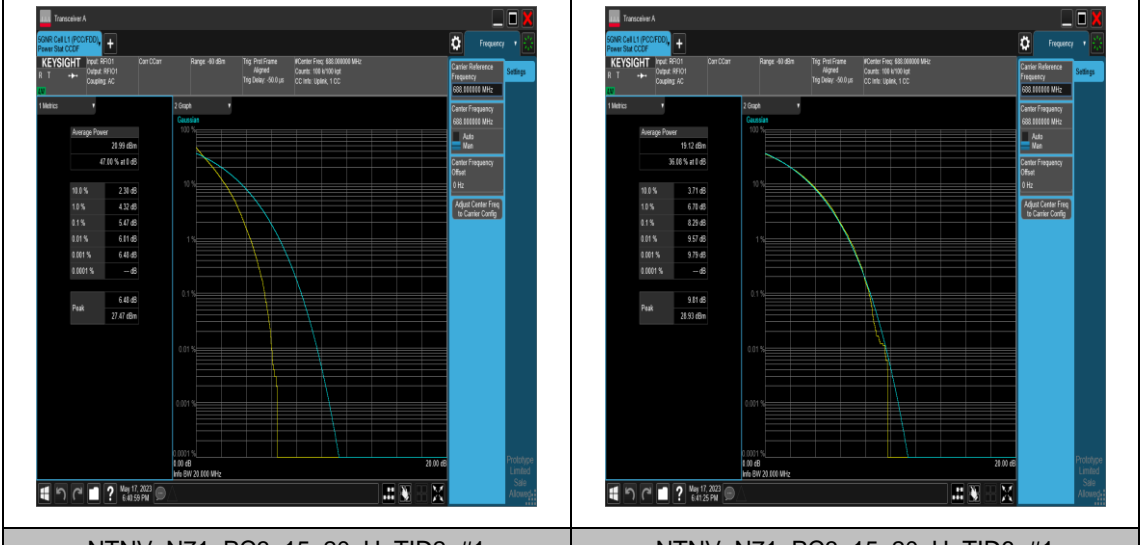 Transceiver A
5GNR Cell L1 (PCC/FDD),
Power Stat CCDF
Frequency
KEYSIGHT
R T
Input: RFIO1
Output: RFIO1
Coupling: AC
Corr CCorr
Range: -60 dBm
Trig: Prd Frame
Aligned
Trig Delay: -50.0 µs
#Center Freq: 688.000000 MHz
Counts: 100 k/100 kpt
CC Info: Uplink, 1 CC
1 Metrics
2 Graph
Gaussian
Average Power
20.99 dBm
47.00 % at 0 dB
10.0 % 2.30 dB
1.0 % 4.32 dB
0.1 % 5.47 dB
0.01 % 6.01 dB
0.001 % 6.48 dB
0.0001 % --- dB
Peak
6.48 dB
27.47 dBm
100 %
10 %
1 %
0.1 %
0.01 %
0.001 %
0.0001 %
0.00 dB
20.00 dB
Info BW 20.000 MHz
Carrier Reference
Frequency
688.000000 MHz
Settings
Center Frequency
688.000000 MHz
Auto
Man
Center Frequency
Offset
0 Hz
Adjust Center Freq
to Carrier Config
Prototype
Limited
Sale
Allowed
May 17, 2023
6:40:59 PM
Transceiver A
5GNR Cell L1 (PCC/FDD),
Power Stat CCDF
Frequency
KEYSIGHT
R T
Input: RFIO1
Output: RFIO1
Coupling: AC
Corr CCorr
Range: -60 dBm
Trig: Prd Frame
Aligned
Trig Delay: -50.0 µs
#Center Freq: 688.000000 MHz
Counts: 100 k/100 kpt
CC Info: Uplink, 1 CC
1 Metrics
2 Graph
Gaussian
Average Power
19.12 dBm
36.08 % at 0 dB
10.0 % 3.71 dB
1.0 % 6.70 dB
0.1 % 8.29 dB
0.01 % 9.57 dB
0.001 % 9.79 dB
0.0001 % --- dB
Peak
9.81 dB
28.93 dBm
100 %
10 %
1 %
0.1 %
0.01 %
0.001 %
0.0001 %
0.00 dB
20.00 dB
Info BW 20.000 MHz
Carrier Reference
Frequency
688.000000 MHz
Settings
Center Frequency
688.000000 MHz
Auto
Man
Center Frequency
Offset
0 Hz
Adjust Center Freq
to Carrier Config
Prototype
Limited
Sale
Allowed
May 17, 2023
6:41:25 PM